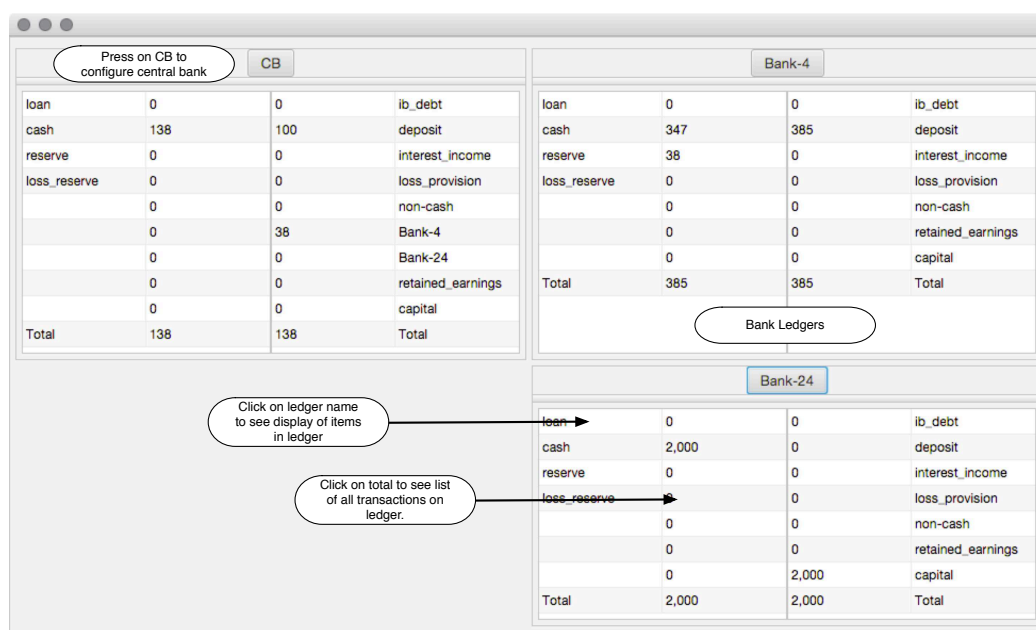 Press on CB to
configure central bank
CB
loan 0 0 ib_debt
cash 138 100 deposit
reserve 0 0 interest_income
loss_reserve 0 0 loss_provision
0 0 non-cash
0 38 Bank-4
0 0 Bank-24
0 0 retained_earnings
0 0 capital
Total 138 138 Total
Bank-4
loan 0 0 ib_debt
cash 347 385 deposit
reserve 38 0 interest_income
loss_reserve 0 0 loss_provision
0 0 non-cash
0 0 retained_earnings
0 0 capital
Total 385 385 Total
Bank Ledgers
Bank-24
Click on ledger name
to see display of items
in ledger
Click on total to see list
of all transactions on
ledger.
loan 0 0 ib_debt
cash 2,000 0 deposit
reserve 0 0 interest_income
loss_reserve 0 0 loss_provision
0 0 non-cash
0 0 retained_earnings
0 2,000 capital
Total 2,000 2,000 Total